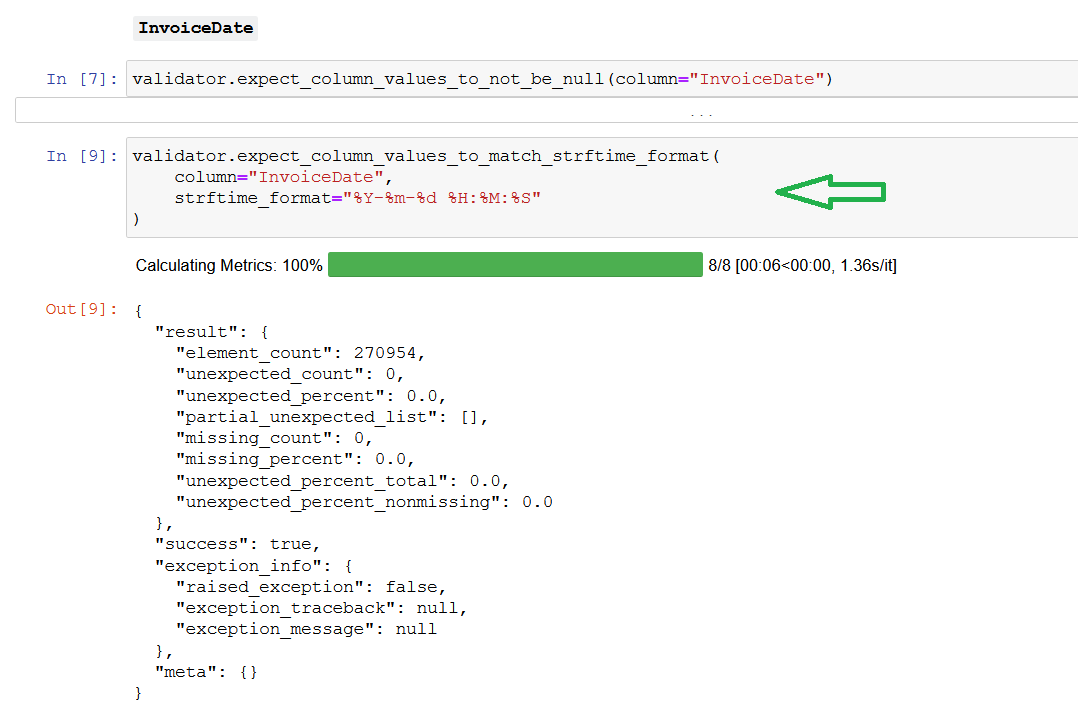 InvoiceDate
In [7]: validator.expect_column_values_to_not_be_null(column="InvoiceDate")
...
In [9]: validator.expect_column_values_to_match_strftime_format(
    column="InvoiceDate",
    strftime_format="%Y-%m-%d %H:%M:%S"
)
Calculating Metrics: 100% 8/8 [00:06<00:00, 1.36s/it]
Out[9]: {
  "result": {
    "element_count": 270954,
    "unexpected_count": 0,
    "unexpected_percent": 0.0,
    "partial_unexpected_list": [],
    "missing_count": 0,
    "missing_percent": 0.0,
    "unexpected_percent_total": 0.0,
    "unexpected_percent_nonmissing": 0.0
  },
  "success": true,
  "exception_info": {
    "raised_exception": false,
    "exception_traceback": null,
    "exception_message": null
  },
  "meta": {}
}